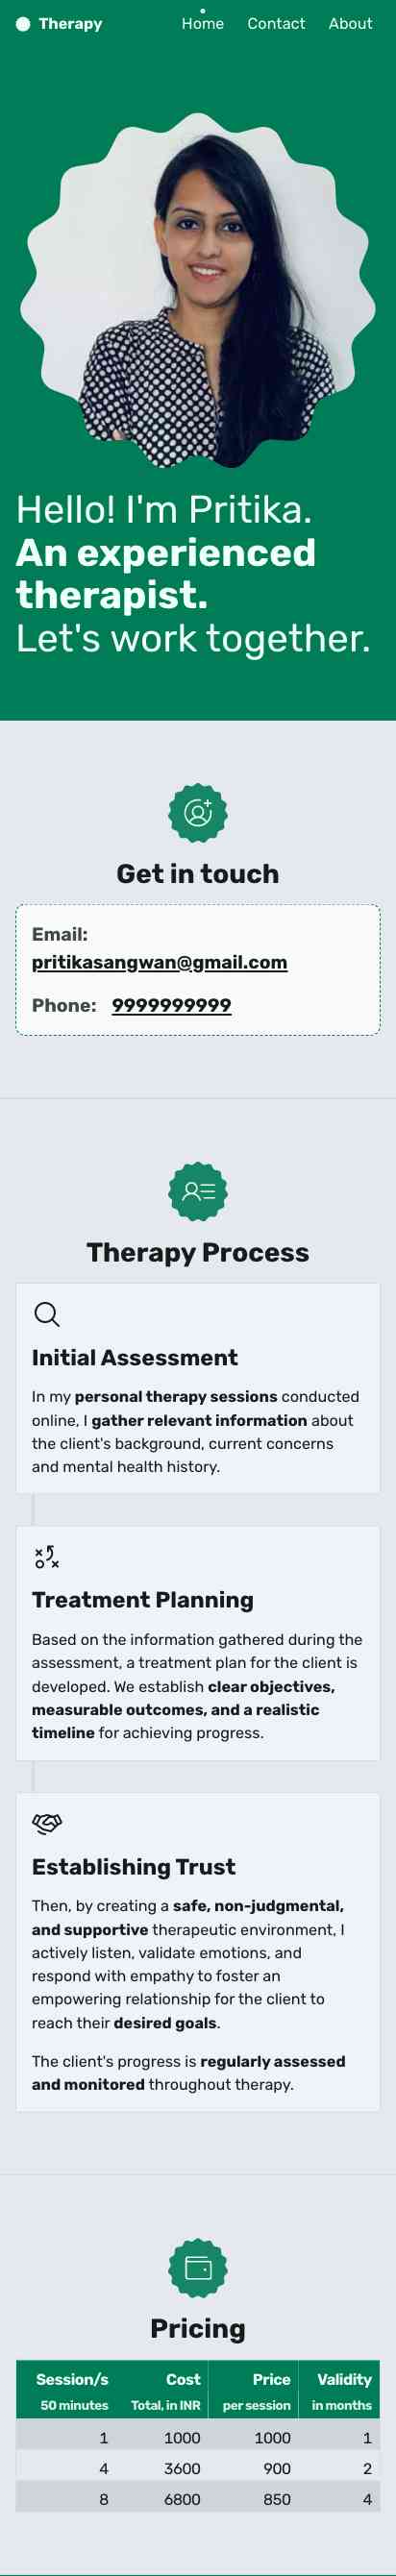 Therapy Home Contact About
Hello! I'm Pritika.
An experienced
therapist.
Let's work together.
Get in touch
Email:
pritikasangwan@gmail.com
Phone: 9999999999
Therapy Process
Initial Assessment
In my personal therapy sessions conducted
online, I gather relevant information about
the client's background, current concerns
and mental health history.
Treatment Planning
Based on the information gathered during the
assessment, a treatment plan for the client is
developed. We establish clear objectives,
measurable outcomes, and a realistic
timeline for achieving progress.
Establishing Trust
Then, by creating a safe, non-judgmental,
and supportive therapeutic environment, I
actively listen, validate emotions, and
respond with empathy to foster an
empowering relationship for the client to
reach their desired goals.
The client's progress is regularly assessed
and monitored throughout therapy.
Pricing
Session/s Cost Price Validity
50 minutes Total, in INR per session in months
1 1000 1000 1
4 3600 900 2
8 6800 850 4